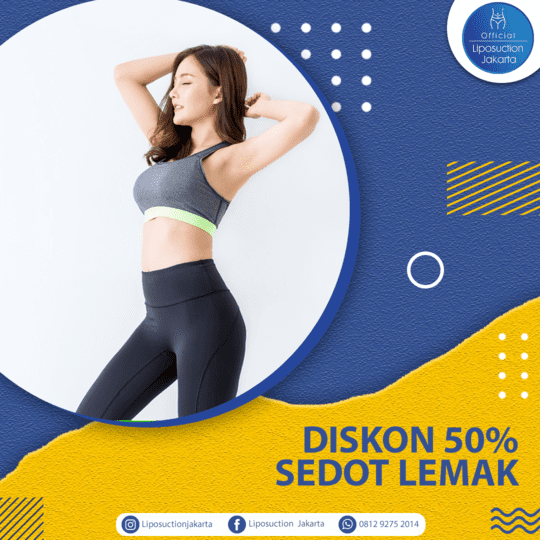 Official
Liposuction
Jakarta
DISKON 50%
SEDOT LEMAK
Liposuctionjakarta
Liposuction Jakarta
0812 9275 2014